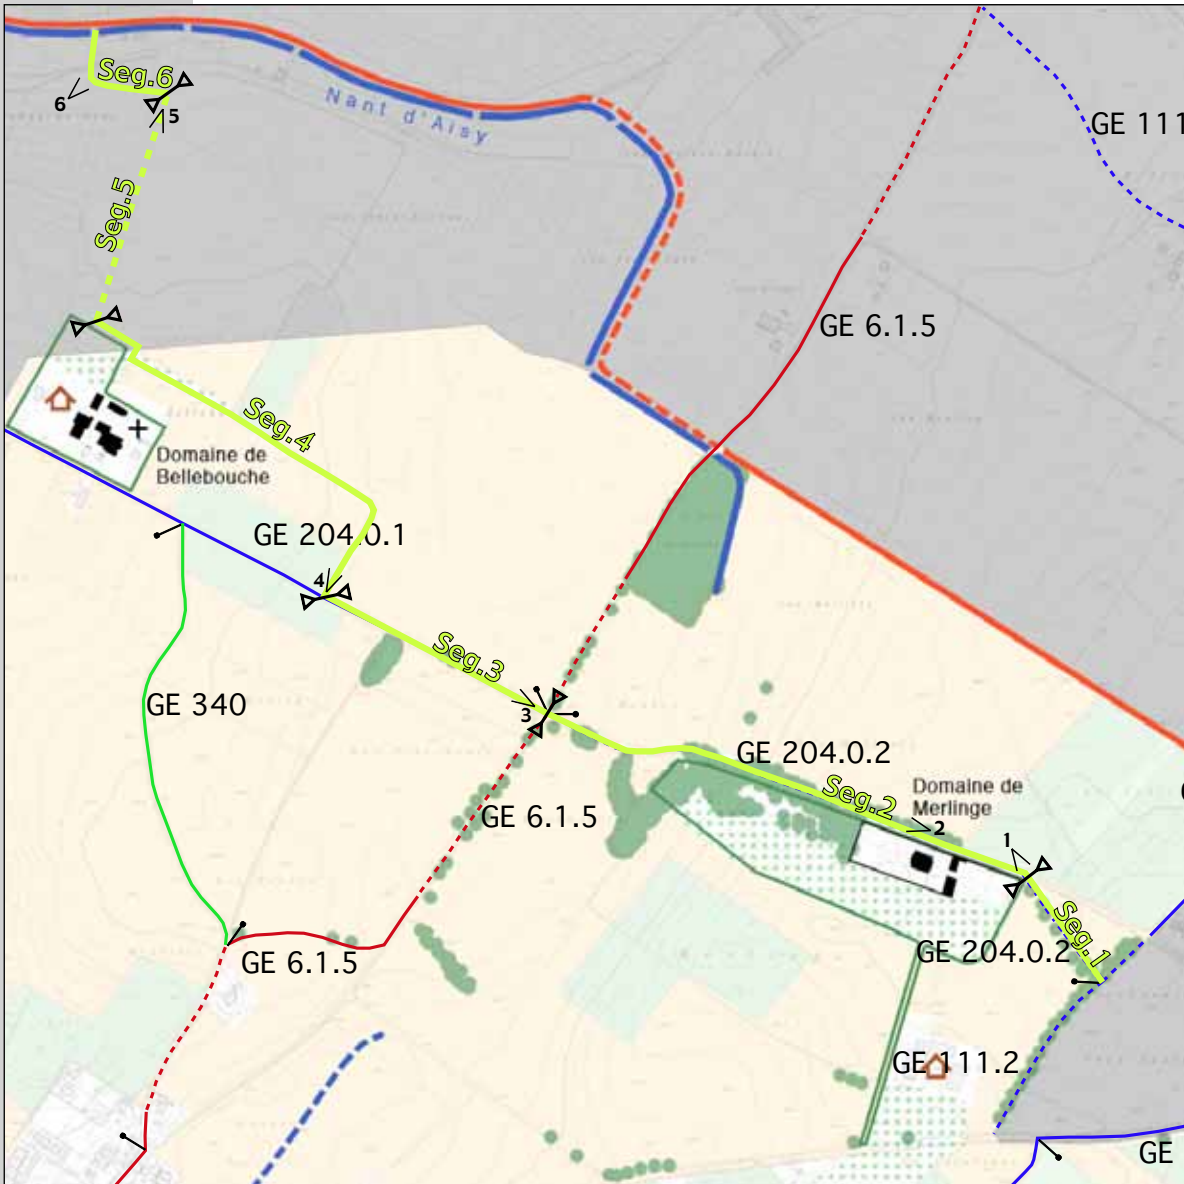 Seg.6
6
5
Nant d'Aisy
GE 111
Seg.5
GE 6.1.5
Seg.4
Domaine de
Bellebouche
GE 204.0.1
4
Seg.3
GE 340
3
GE 204.0.2
Domaine de
Merlinge
Seg.2
2
1
GE 6.1.5
Seg.1
GE 204.0.2
GE 6.1.5
GE 111.2
GE